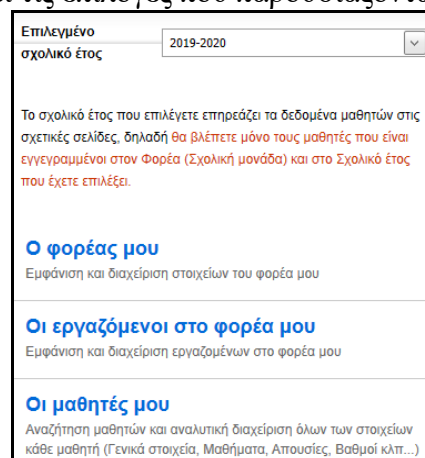 τις επιλογές που παρουσιάζοντ
Επιλεγμένο
σχολικό έτος
2019-2020
Το σχολικό έτος που επιλέγετε επηρεάζει τα δεδομένα μαθητών στις
σχετικές σελίδες, δηλαδή θα βλέπετε μόνο τους μαθητές που είναι
εγγεγραμμένοι στον Φορέα (Σχολική μονάδα) και στο Σχολικό έτος
που έχετε επιλέξει.
Ο φορέας μου
Εμφάνιση και διαχείριση στοιχείων του φορέα μου
Οι εργαζόμενοι στο φορέα μου
Εμφάνιση και διαχείριση εργαζομένων στο φορέα μου
Οι μαθητές μου
Αναζήτηση μαθητών και αναλυτική διαχείριση όλων των στοιχείων
κάθε μαθητή (Γενικά στοιχεία, Μαθήματα, Απουσίες, Βαθμοί κλπ...)